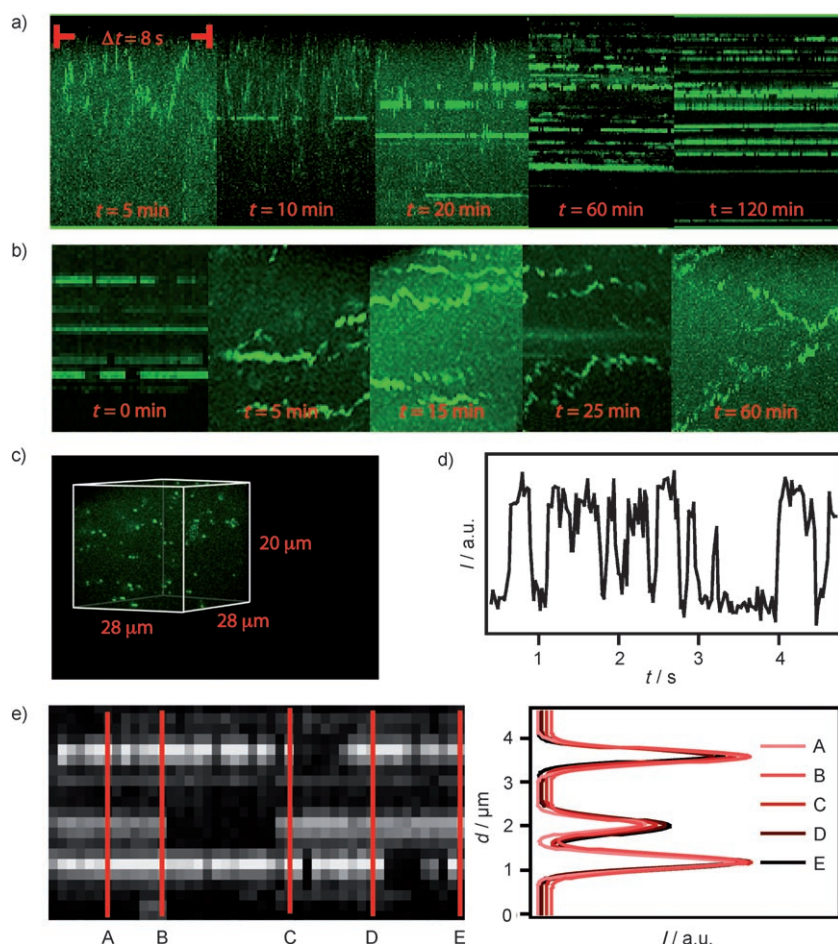 a)
Δt = 8 s
t = 5 min
t = 10 min
t = 20 min
t = 60 min
t = 120 min
b)
t = 0 min
t = 5 min
t = 15 min
t = 25 min
t = 60 min
c)
20 μm
28 μm
28 μm
d)
I / a.u.
1
2
3
4
t / s
e)
A
B
C
D
E
d / μm
4
3
2
1
0
A
B
C
D
E
I / a.u.